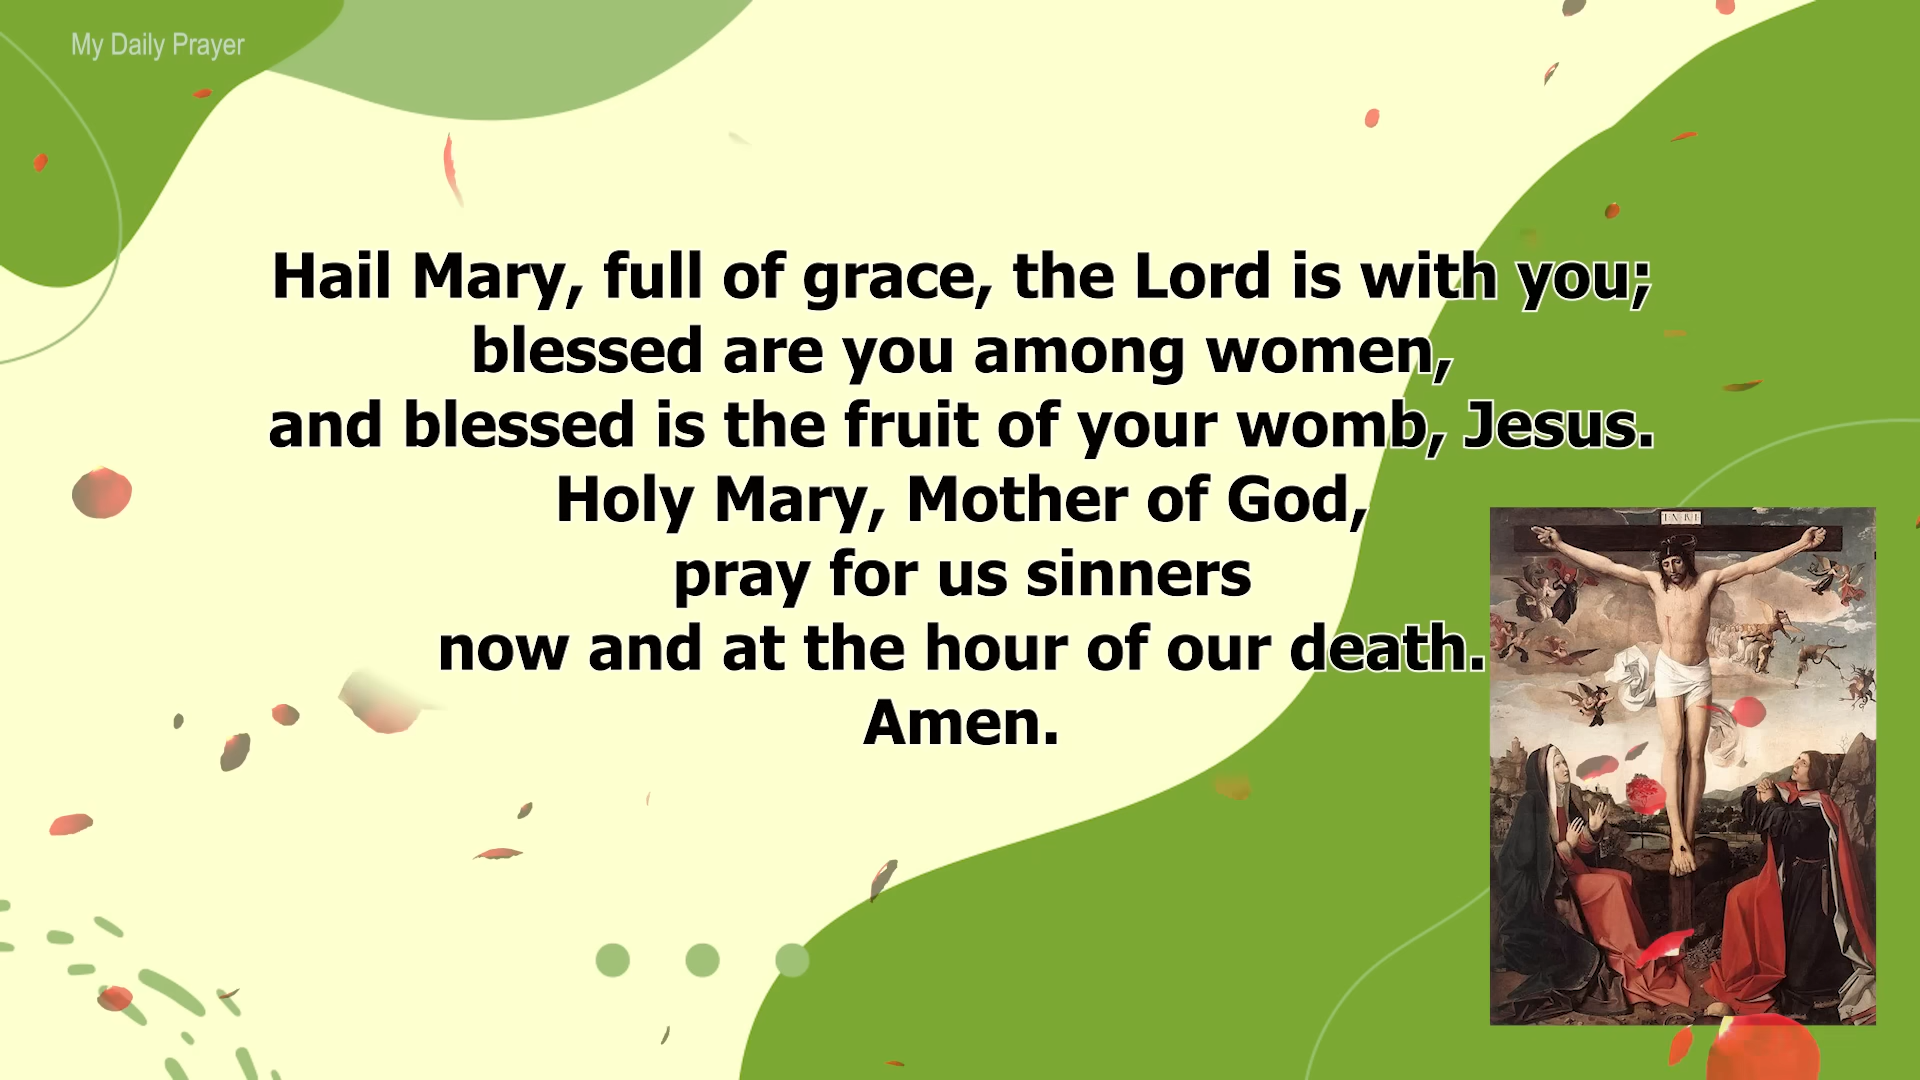 My Daily Prayer
Hail Mary, full of grace, the Lord is with you;
blessed are you among women,
and blessed is the fruit of your womb, Jesus.
Holy Mary, Mother of God,
pray for us sinners
now and at the hour of our death.
Amen.
INRI